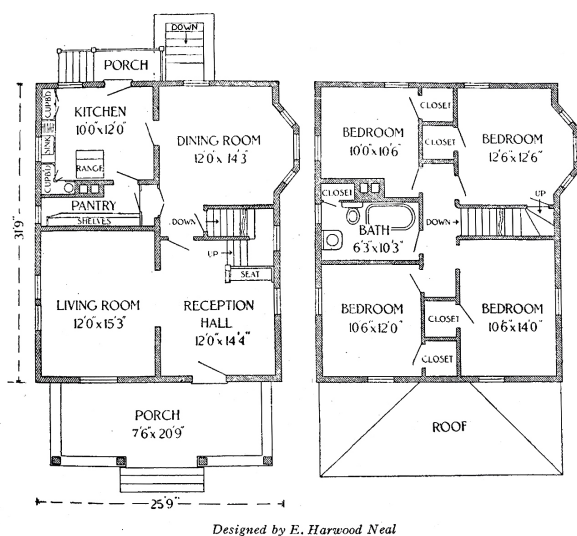 DOWN
PORCH
KITCHEN
10'0"x12'0"
CUPB'D
SINK
CUPB'D
RANGE
DINING ROOM
12'0"x 14'3"
PANTRY
SHELVES
DOWN
UP
SEAT
LIVING ROOM
12'0"x15'3"
RECEPTION
HALL
12'0"x14'4"
PORCH
7'6"x 20'9"
31'9"
25'9"
BEDROOM
10'0"x10'6"
CLOSET
CLOSET
BEDROOM
12'6"x12'6"
CLOSET
UP
DOWN
BATH
6'3"x10'3"
BEDROOM
10'6"x12'0"
CLOSET
CLOSET
BEDROOM
10'6"x14'0"
ROOF
Designed by E. Harwood Neal